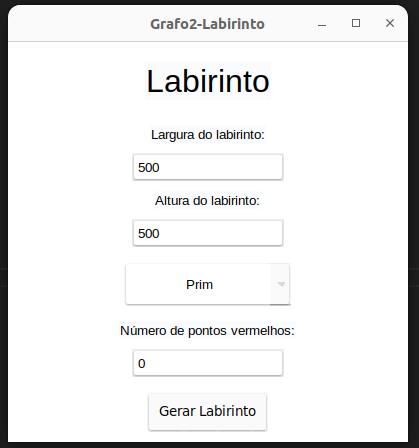 Grafo2-Labirinto
Labirinto
Largura do labirinto:
500
Altura do labirinto:
500
Prim
Número de pontos vermelhos:
0
Gerar Labirinto